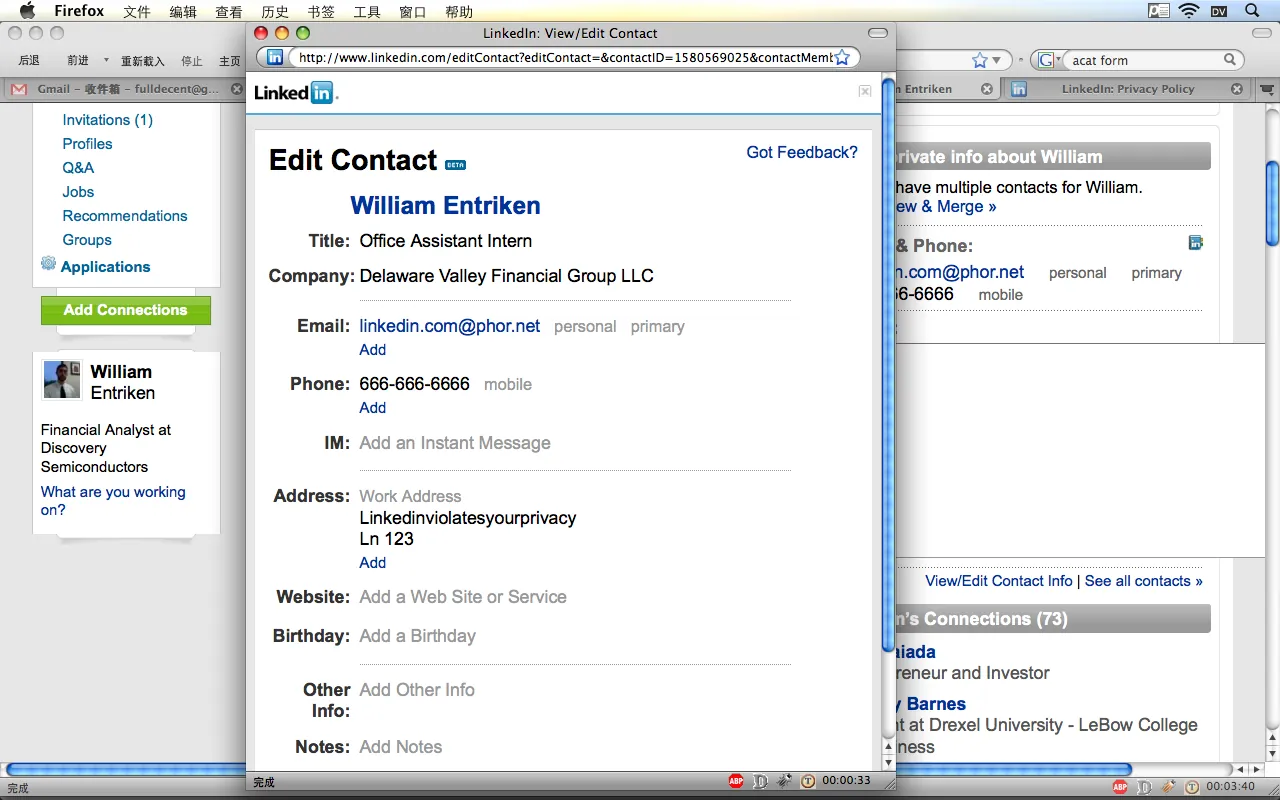 Firefox 文件 编辑 查看 历史 书签 工具 窗口 帮助
DV
LinkedIn: View/Edit Contact
后退 前进 重新载入 停止 主页
in http://www.linkedin.com/editContact?editContact=&contactID=1580569025&contactMemb
G acat form
Gmail – 收件箱 – fulldecent@g...
n Entriken
in LinkedIn: Privacy Policy
Invitations (1)
Profiles
Q&A
Jobs
Recommendations
Groups
Applications
Add Connections
William
Entriken
Financial Analyst at
Discovery
Semiconductors
What are you working
on?
Linked in.
Edit Contact BETA
Got Feedback?
William Entriken
Title: Office Assistant Intern
Company: Delaware Valley Financial Group LLC
Email: linkedin.com@phor.net personal primary
Add
Phone: 666-666-6666 mobile
Add
IM: Add an Instant Message
Address: Work Address
Linkedinviolatesyourprivacy
Ln 123
Add
Website: Add a Web Site or Service
Birthday: Add a Birthday
Other Add Other Info
Info:
Notes: Add Notes
完成
ABP
00:00:33
rivate info about William
have multiple contacts for William.
ew & Merge »
& Phone:
n.com@phor.net personal primary
6-6666 mobile
:
View/Edit Contact Info | See all contacts »
n's Connections (73)
aiada
reneur and Investor
y Barnes
nt at Drexel University - LeBow College
iness
完成
ABP
00:03:40